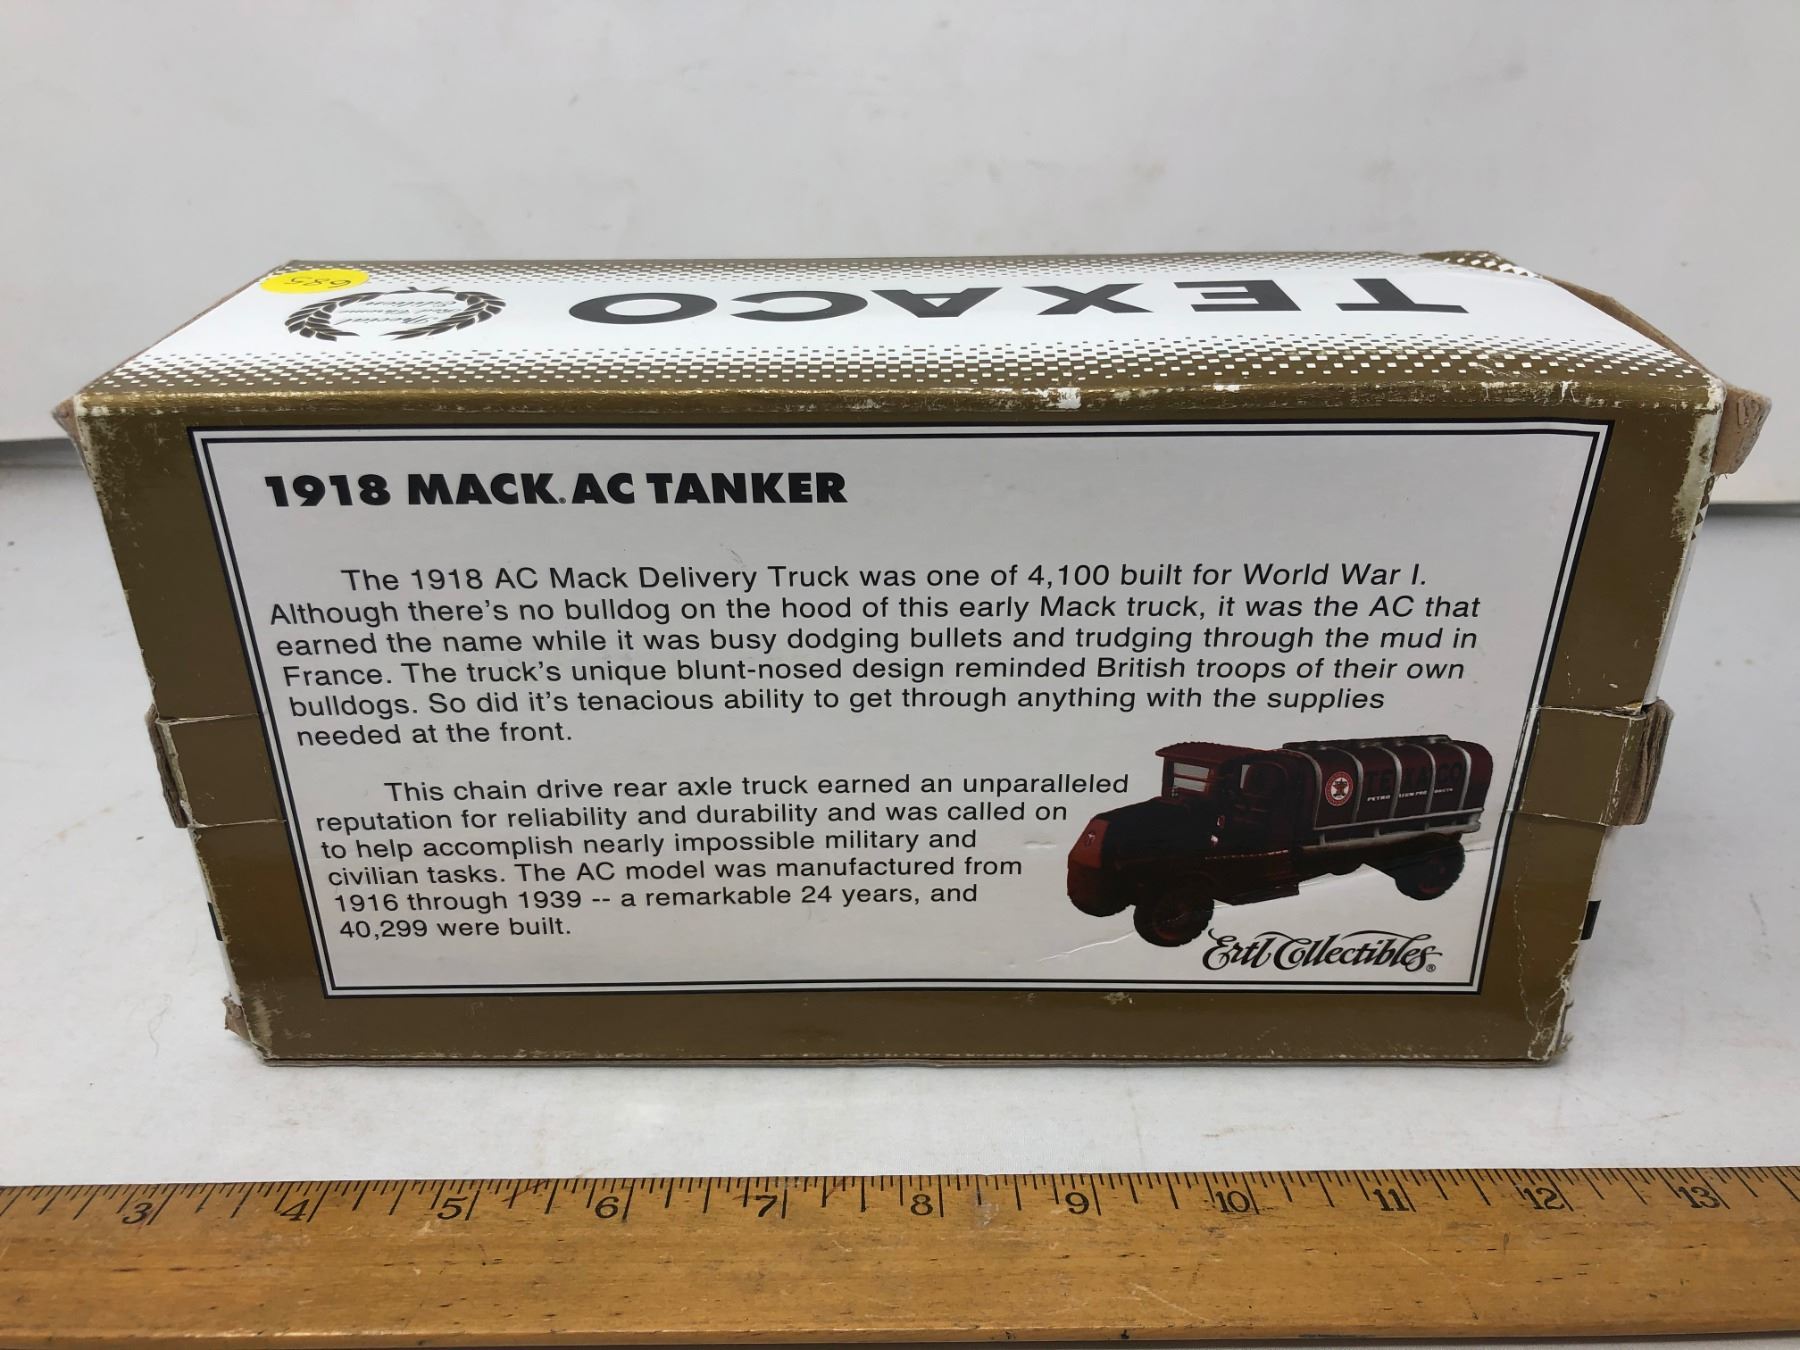 685
Special
Edition
TEXACO
1918 MACK® AC TANKER
The 1918 AC Mack Delivery Truck was one of 4,100 built for World War I.
Although there's no bulldog on the hood of this early Mack truck, it was the AC that
earned the name while it was busy dodging bullets and trudging through the mud in
France. The truck's unique blunt-nosed design reminded British troops of their own
bulldogs. So did it's tenacious ability to get through anything with the supplies
needed at the front.
This chain drive rear axle truck earned an unparalleled
reputation for reliability and durability and was called on
to help accomplish nearly impossible military and
civilian tasks. The AC model was manufactured from
1916 through 1939 -- a remarkable 24 years, and
40,299 were built.
TEXACO
PETROLEUM PRODUCTS
Ertl Collectibles®
3 4 5 6 7 8 9 10 11 12 13